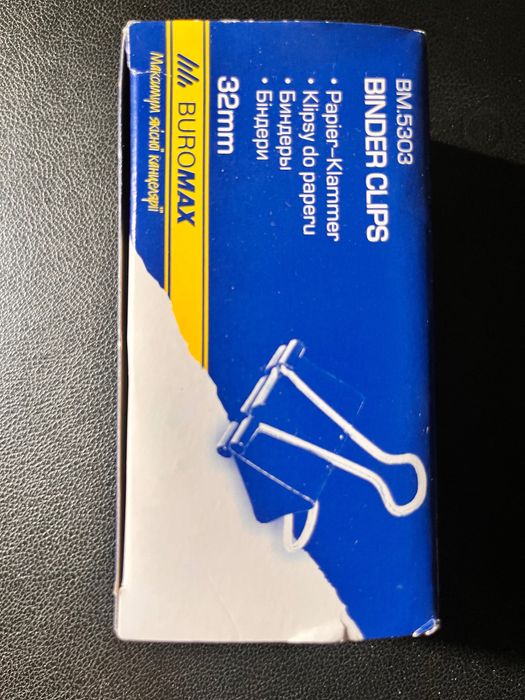 BM.5303
BINDER CLIPS
• Papier-Klammer
• Klipsy do papieru
• Биндеры
• Біндери
32mm
BUROMAX
Максимум якісної канцелярії